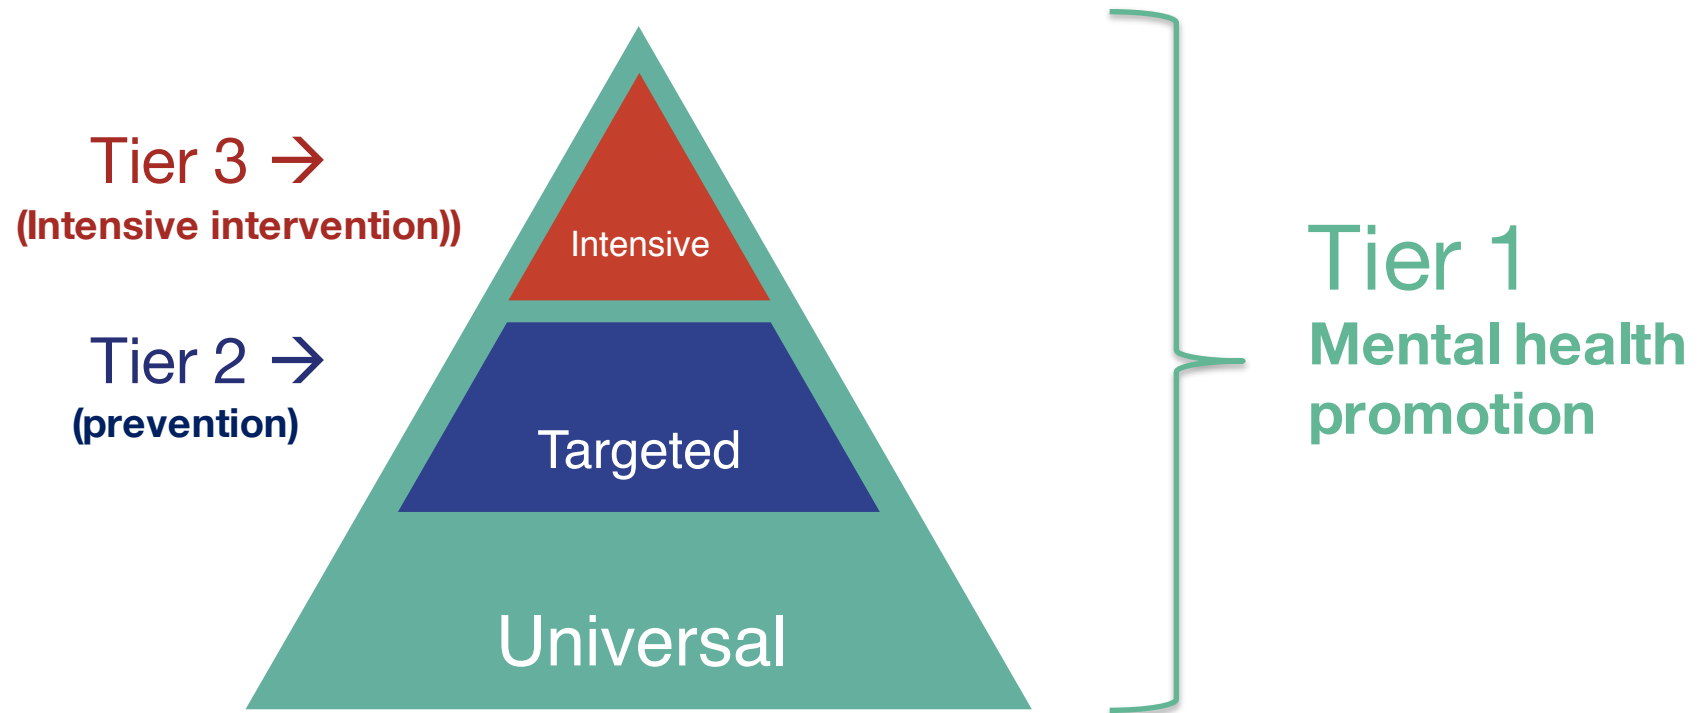 Tier 3 →
(Intensive intervention))
Intensive
Tier 2 →
(prevention)
Targeted
Universal
Tier 1
Mental health
promotion